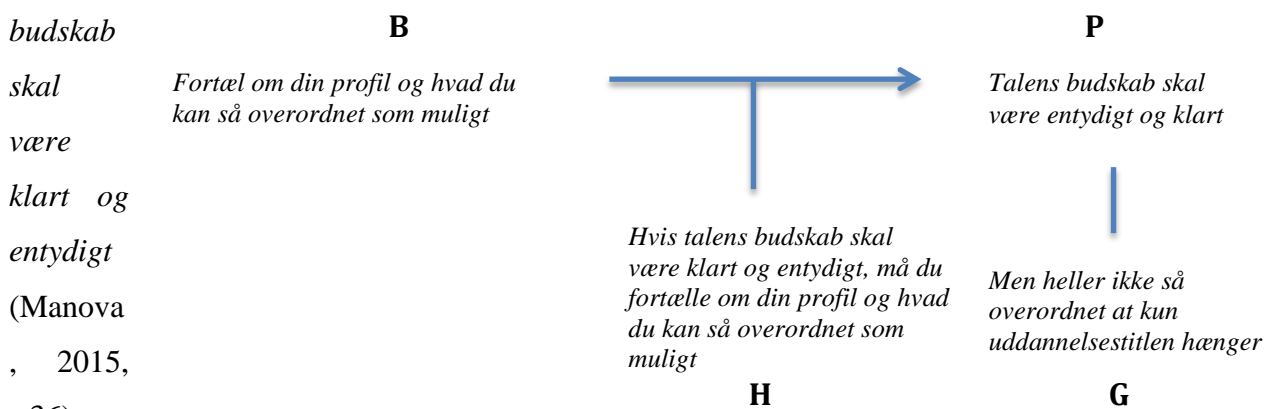 budskab
skal
være
klart og
entydigt
(Manova
, 2015,
B
Fortæl om din profil og hvad du
kan så overordnet som muligt
P
Talens budskab skal
være entydigt og klart
Hvis talens budskab skal
være klart og entydigt, må du
fortælle om din profil og hvad
du kan så overordnet som
muligt
H
Men heller ikke så
overordnet at kun
uddannelsestitlen hænger
G